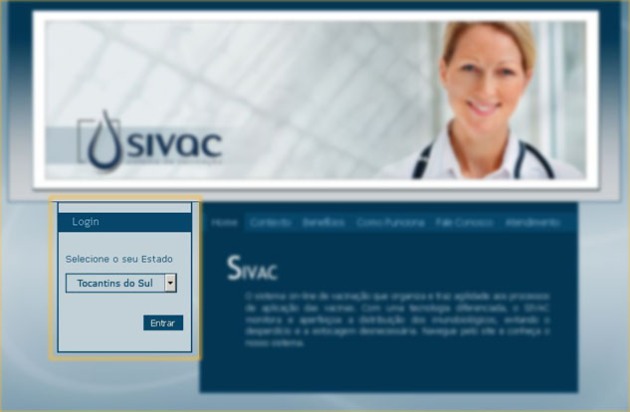 SIVAC
Login
Selecione o seu Estado
Tocantins do Sul
Entrar
Home Contexto Benefícios Como Funciona Fale Conosco Atendimento
SIVAC
O sistema on-line de vacinação que organiza e traz agilidade aos processos
de aplicação das vacinas. Com uma tecnologia diferenciada, o SIVAC
monitora e aperfeiçoa a distribuição dos imunobiológicos, evitando o
desperdício e a estocagem desnecessária. Navegue pelo site e conheça o
nosso sistema.